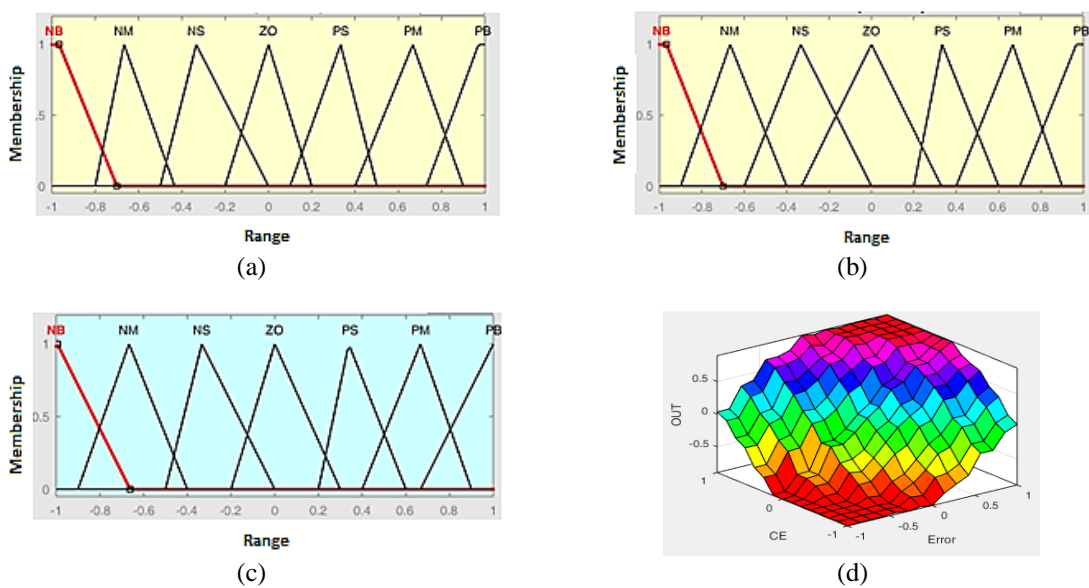 NB NM NS ZO PS PM PB
1
0.5
0
Membership
-1 -0.8 -0.6 -0.4 -0.2 0 0.2 0.4 0.6 0.8 1
Range
(a)
NB NM NS ZO PS PM PB
1
0.5
0
Membership
-1 -0.8 -0.6 -0.4 -0.2 0 0.2 0.4 0.6 0.8 1
Range
(b)
NB NM NS ZO PS PM PB
1
0.5
0
Membership
-1 -0.8 -0.6 -0.4 -0.2 0 0.2 0.4 0.6 0.8 1
Range
(c)
0.5
0
-0.5
OUT
1 0 -1
CE
-1 -0.5 0 0.5 1
Error
(d)